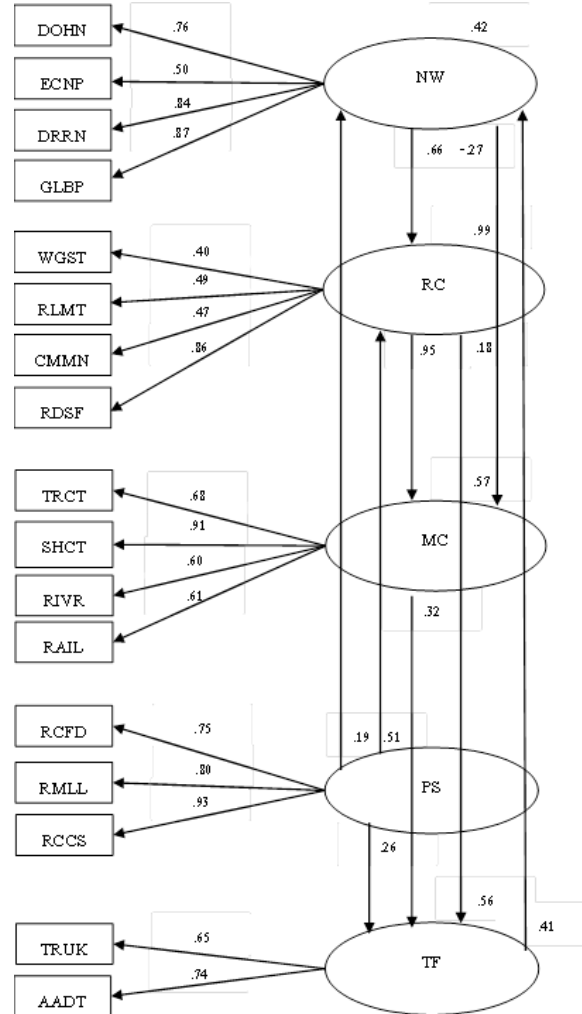 DOHN .76 .42
ECNP .50 NW
DRRN .84
GLBP .87
.66 -.27
.99
WGST .40
RLMT .49 RC
CMMN .47
RDSF .86 .95 .18
.57
TRCT .68
SHCT .91 MC
RIVR .60
RAIL .61 .32
RCFD .75 .19 .51
RMLL .80 PS
RCCS .93
.26
.56
.41
TRUK .65 TF
AADT .74